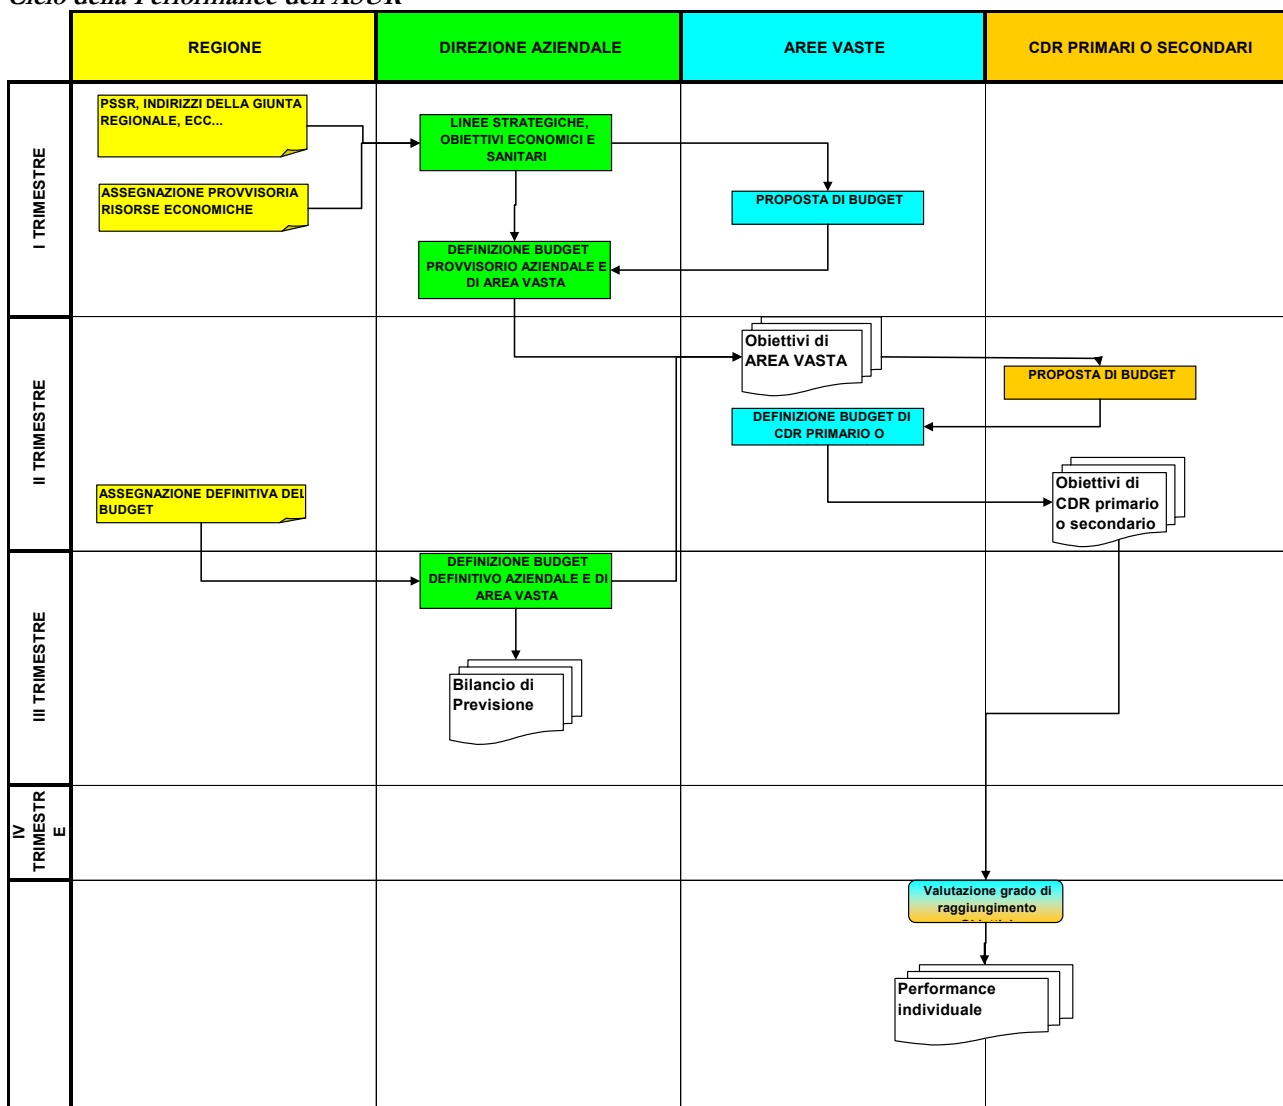 Ciclo della Performance dell'ASUR
REGIONE
DIREZIONE AZIENDALE
AREE VASTE
CDR PRIMARI O SECONDARI
I TRIMESTRE
PSSR, INDIRIZZI DELLA GIUNTA
REGIONALE, ECC...
LINEE STRATEGICHE,
OBIETTIVI ECONOMICI E
SANITARI
ASSEGNAZIONE PROVVISORIA
RISORSE ECONOMICHE
PROPOSTA DI BUDGET
DEFINIZIONE BUDGET
PROVVISORIO AZIENDALE E
DI AREA VASTA
II TRIMESTRE
Obiettivi di
AREA VASTA
PROPOSTA DI BUDGET
DEFINIZIONE BUDGET DI
CDR PRIMARIO O
ASSEGNAZIONE DEFINITIVA DEL
BUDGET
Obiettivi di
CDR primario
o secondario
III TRIMESTRE
DEFINIZIONE BUDGET
DEFINITIVO AZIENDALE E DI
AREA VASTA
Bilancio di
Previsione
IV
TRIMESTR
E
Valutazione grado di
raggiungimento
Performance
individuale